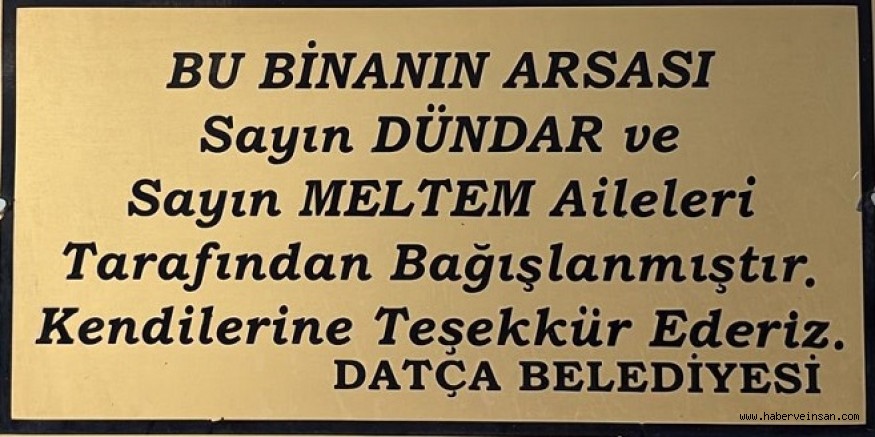 BU BİNANIN ARSASI
Sayın DÜNDAR ve
Sayın MELTEM Aileleri
Tarafından Bağışlanmıştır.
Kendilerine Teşekkür Ederiz.
DATÇA BELEDİYESİ
www.haberveinsan.com